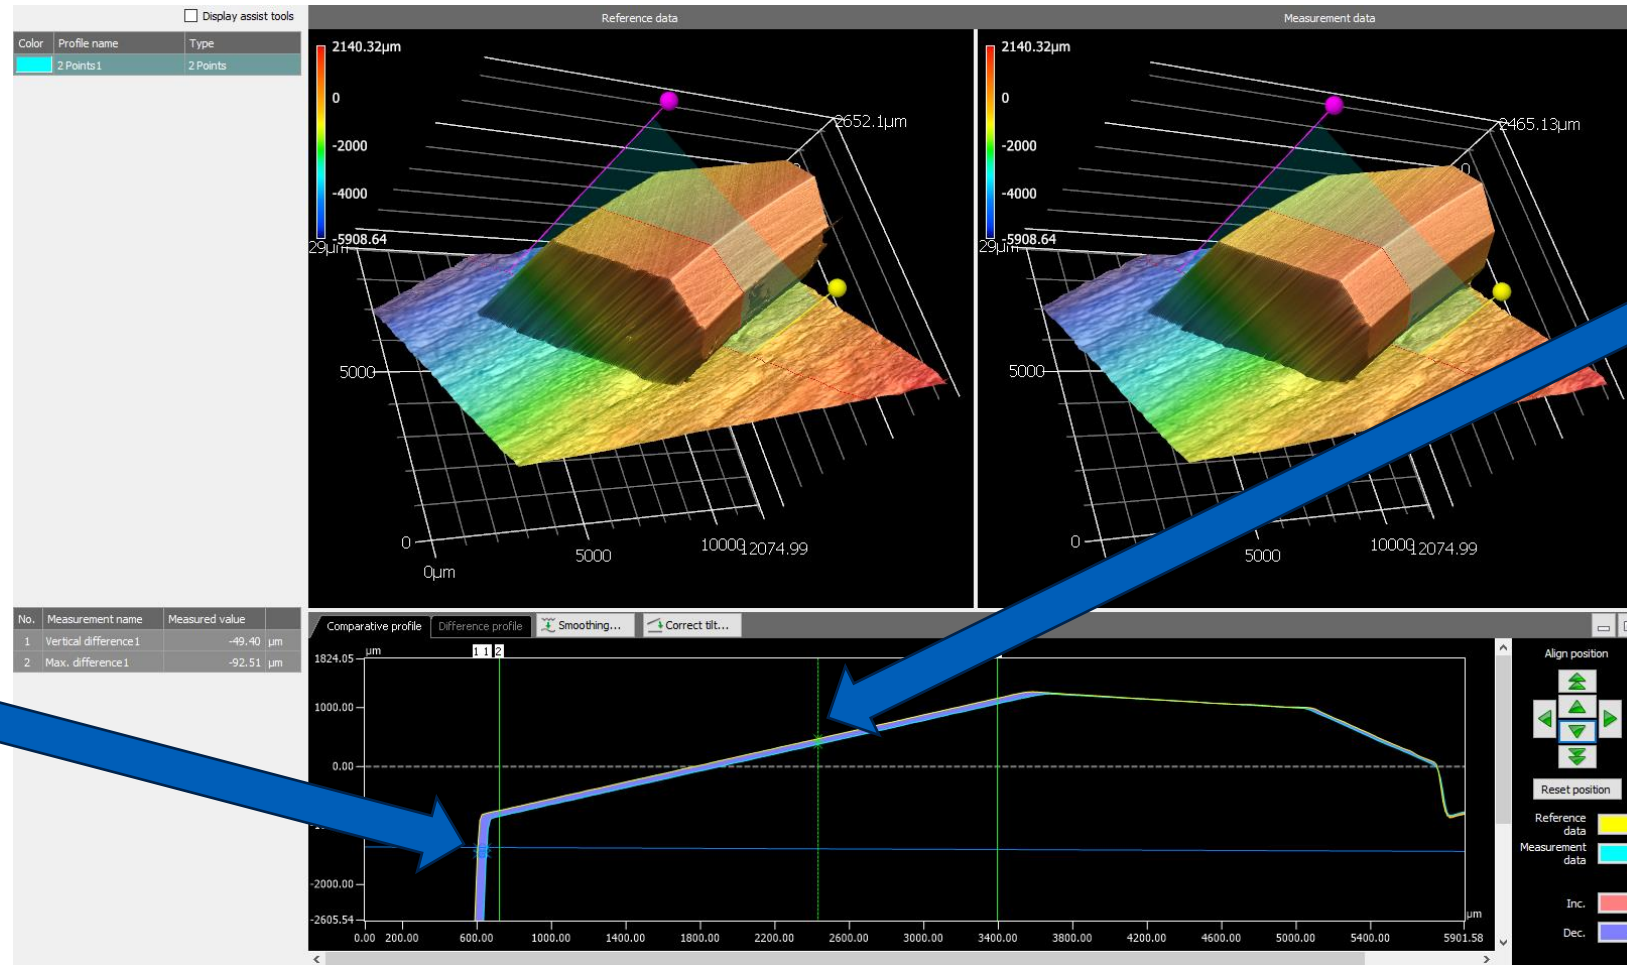 Display assist tools
Color Profile name Type
2 Points1 2 Points
Reference data
Measurement data
2140.32µm
0
-2000
-4000
-5908.64
29µm
2652.1µm
5000
0
0µm
5000
10000
12074.99
2140.32µm
0
-2000
-4000
-5908.64
29µm
2465.13µm
0
5000
0
5000
10000
12074.99
No. Measurement name Measured value
1 Vertical difference1 -49.40 µm
2 Max. difference1 -92.51 µm
Comparative profile Difference profile Smoothing... Correct tilt...
µm
1 1 2
1824.05
1000.00
0.00
-2000.00
-2605.54
µm
0.00 200.00 600.00 1000.00 1400.00 1800.00 2200.00 2600.00 3000.00 3400.00 3800.00 4200.00 4600.00 5000.00 5400.00 5901.58
Align position
Reset position
Reference
data
Measurement
data
Inc.
Dec.